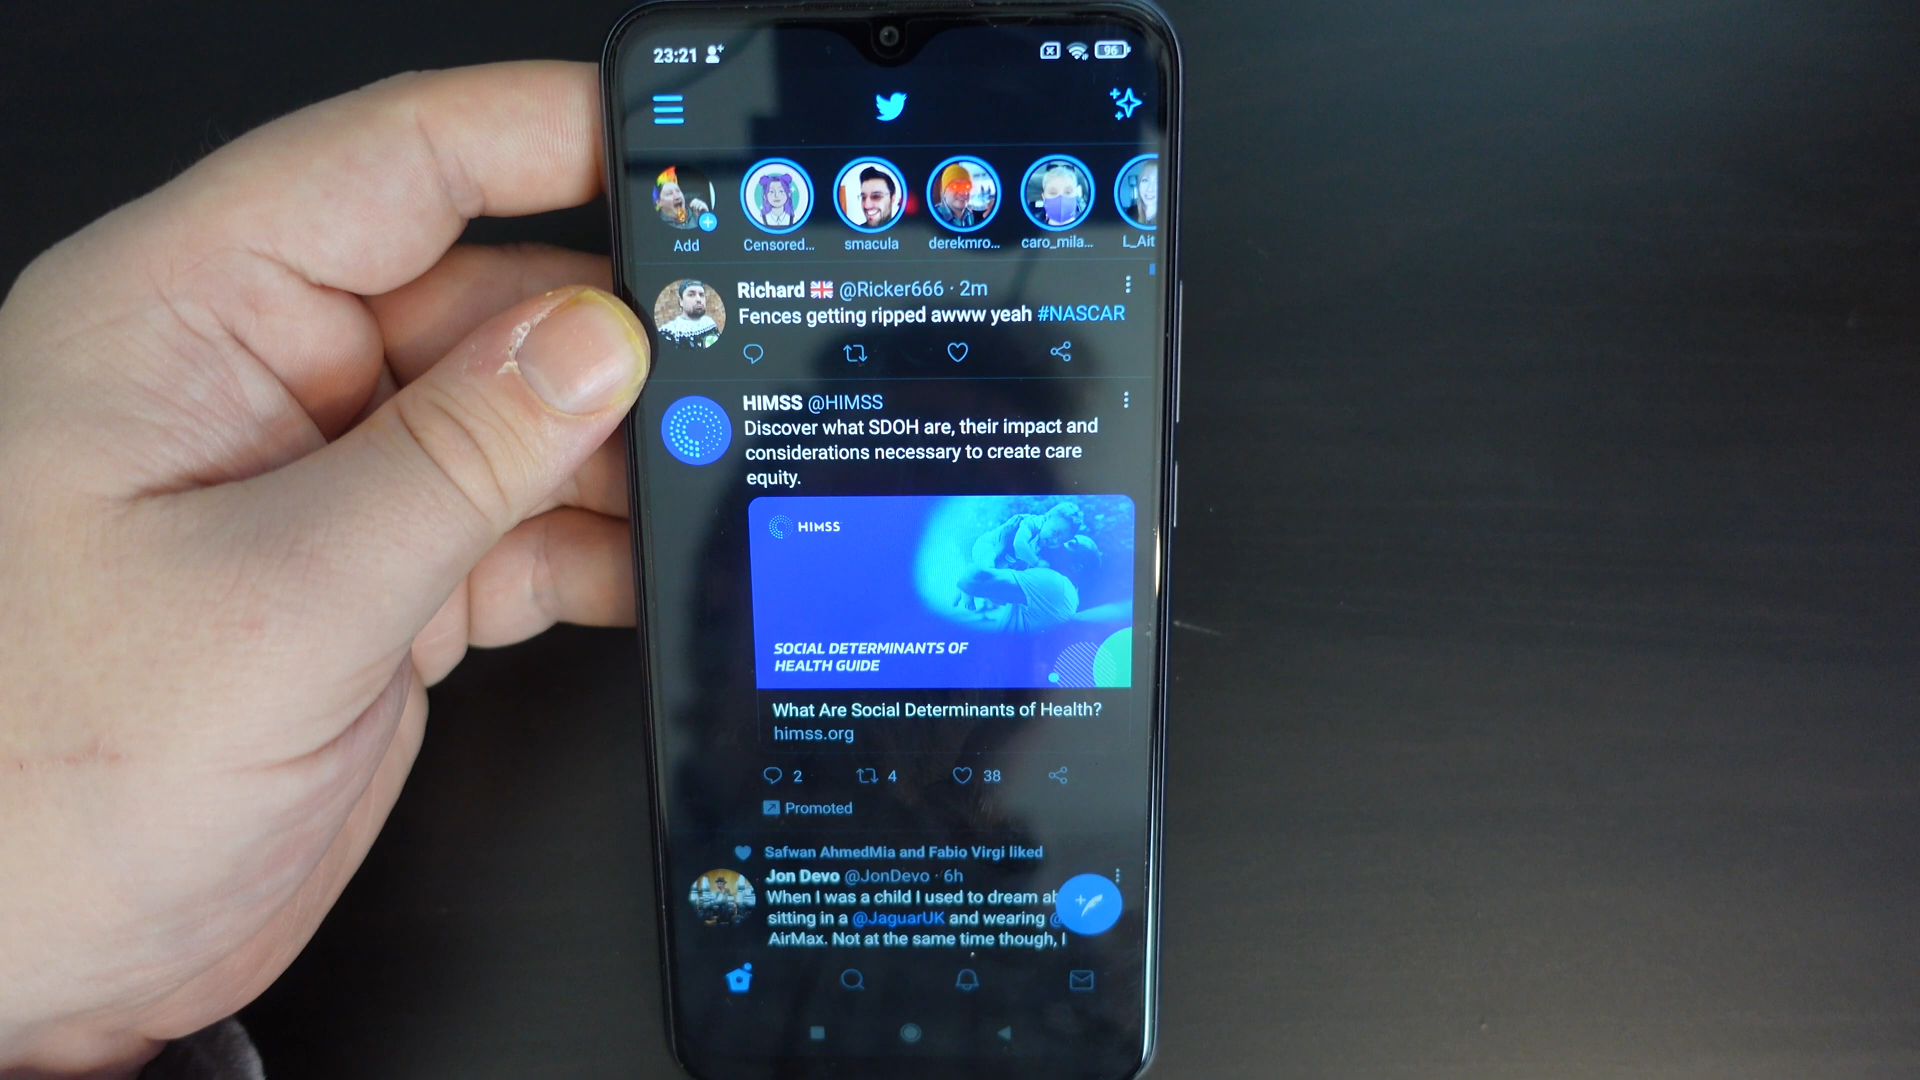 23:21
96
Add
Censored...
smacula
derekmro...
caro_mila...
L_Ait
Richard 🇬🇧 @Ricker666 · 2m
Fences getting ripped awww yeah #NASCAR
HIMSS @HIMSS
Discover what SDOH are, their impact and
considerations necessary to create care
equity.
HIMSS
SOCIAL DETERMINANTS OF
HEALTH GUIDE
What Are Social Determinants of Health?
himss.org
2
4
38
Promoted
Safwan AhmedMia and Fabio Virgi liked
Jon Devo @JonDevo · 6h
When I was a child I used to dream ab
sitting in a @JaguarUK and wearing @
AirMax. Not at the same time though, I